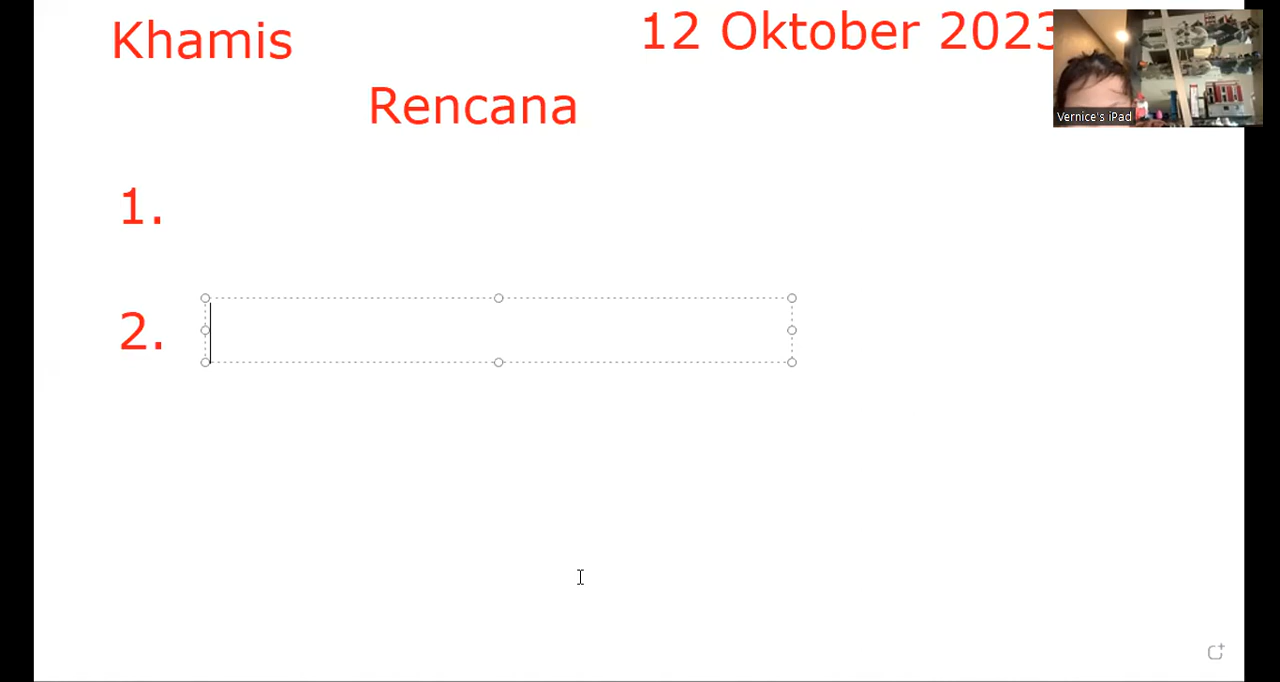 Khamis
12 Oktober 2023
Rencana
1.
2.
Vernice's iPad